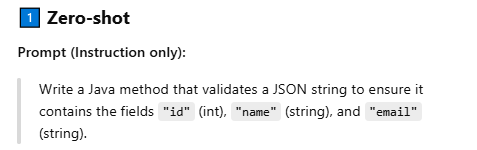 1 Zero-shot
Prompt (Instruction only):
Write a Java method that validates a JSON string to ensure it
contains the fields "id" (int), "name" (string), and "email"
(string).